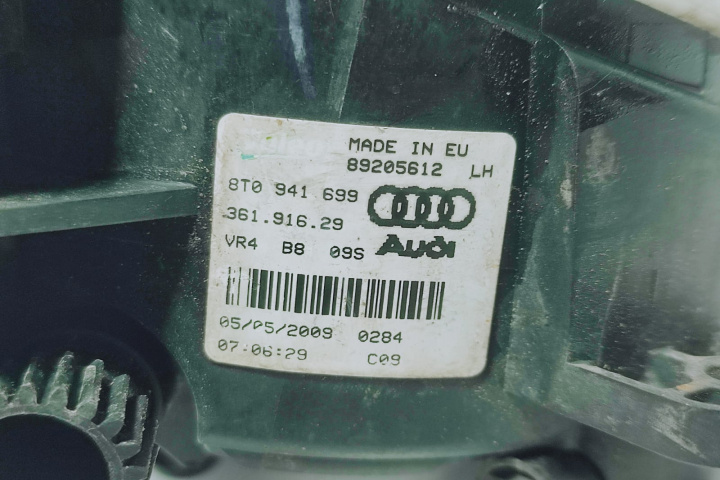 MADE IN EU
89205612 LH
8T0 941 699
361.916.29
Audi
VR4 B8 09S
05/05/2009 0284
07:06:29 C09